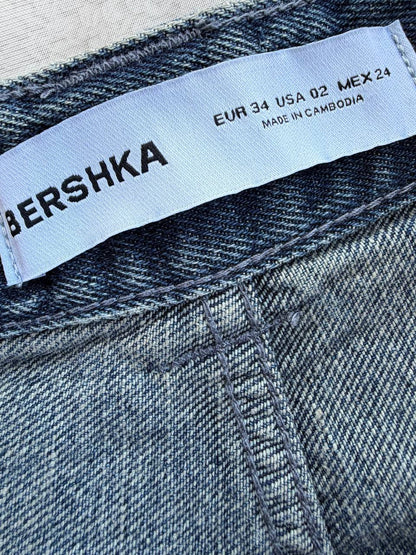 BERSHKA
EUR 34 USA 02 MEX 24
MADE IN CAMBODIA